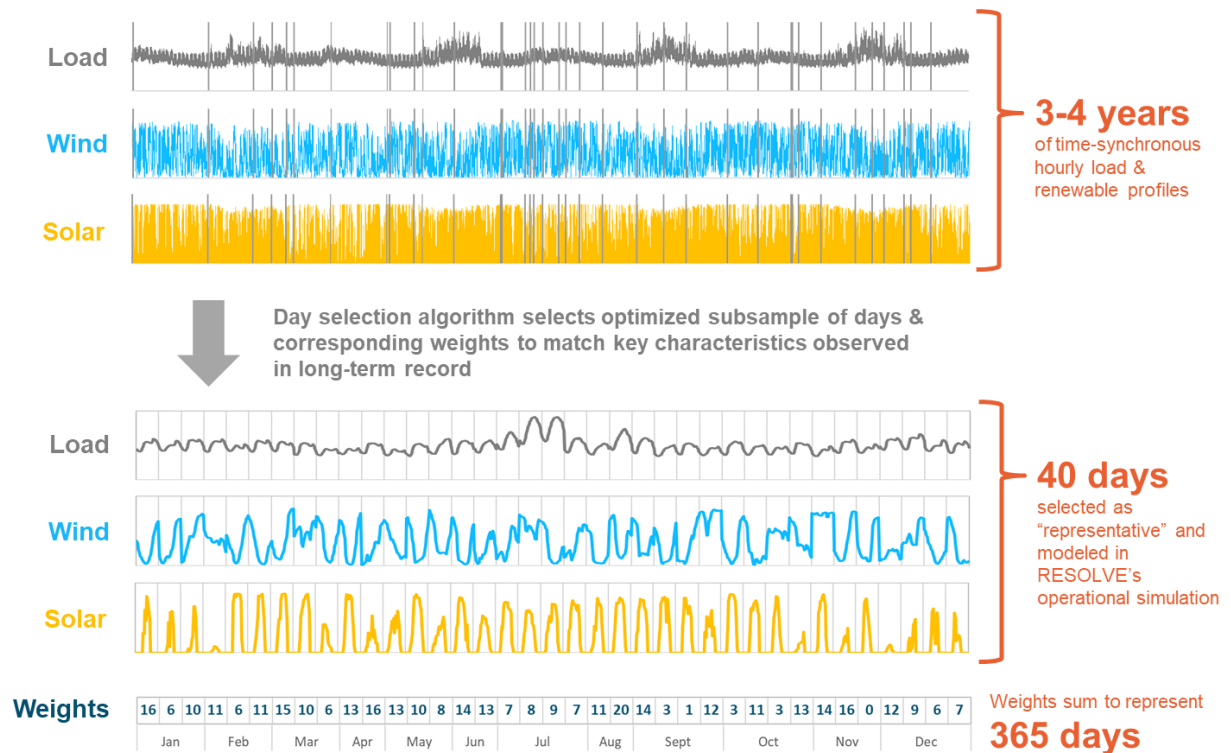 Load
Wind
Solar
3-4 years
of time-synchronous
hourly load &
renewable profiles
Day selection algorithm selects optimized subsample of days &
corresponding weights to match key characteristics observed
in long-term record
Load
Wind
Solar
40 days
selected as
“representative” and
modeled in
RESOLVE’s
operational simulation
Weights
16 6 10 11 6 11 15 10 6 13 16 13 10 8 14 13 7 8 9 7 11 20 14 3 1 12 3 11 3 13 14 16 0 12 9 6 7
Jan Feb Mar Apr May Jun Jul Aug Sept Oct Nov Dec
Weights sum to represent
365 days